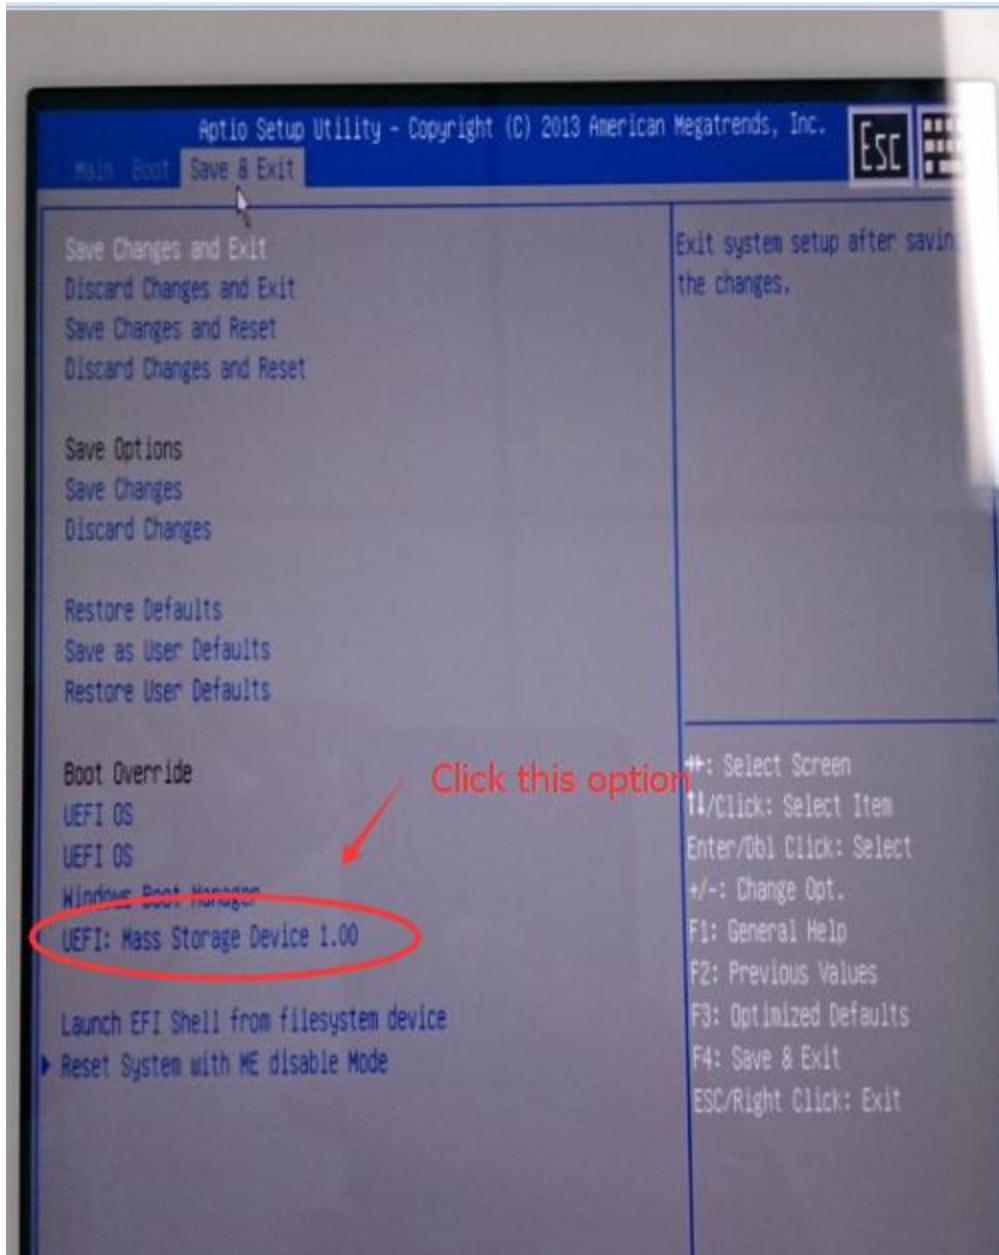 Aptio Setup Utility - Copyright (C) 2013 American Megatrends, Inc.
Esc
Main Boot Save & Exit
Save Changes and Exit
Discard Changes and Exit
Save Changes and Reset
Discard Changes and Reset
Save Options
Save Changes
Discard Changes
Restore Defaults
Save as User Defaults
Restore User Defaults
Boot Override
UEFI OS
UEFI OS
Windows Boot Manager
UEFI: Mass Storage Device 1.00
Launch EFI Shell from filesystem device
Reset System with ME disable Mode
Click this option
Exit system setup after savin
the changes.
→←: Select Screen
↑↓/Click: Select Item
Enter/Dbl Click: Select
+/-: Change Opt.
F1: General Help
F2: Previous Values
F3: Optimized Defaults
F4: Save & Exit
ESC/Right Click: Exit